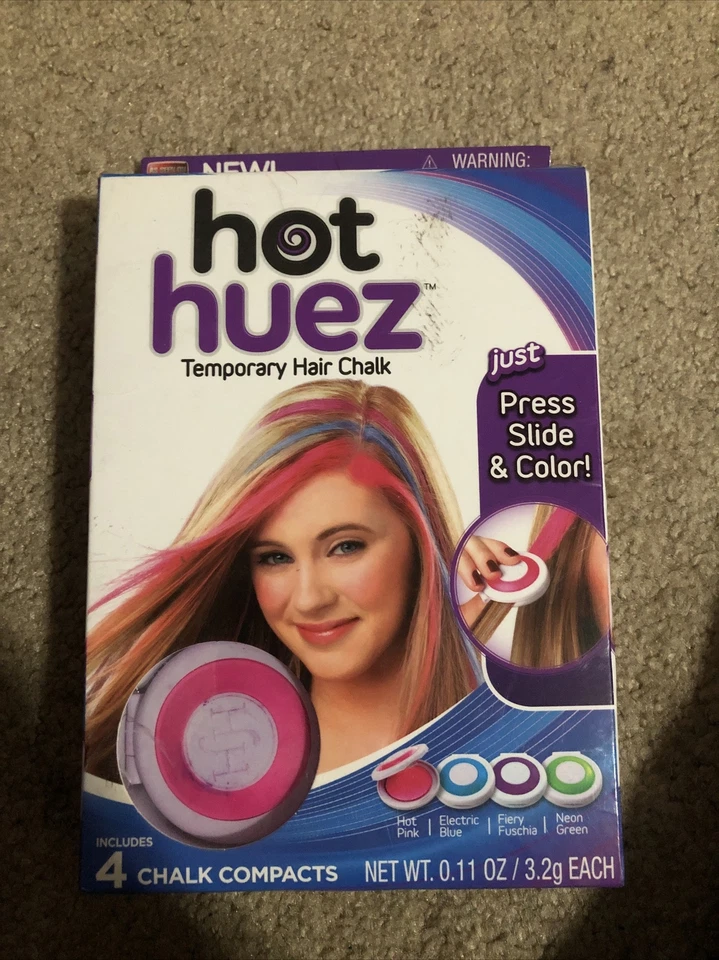 NEW!
⚠ WARNING:
hot
huez™
Temporary Hair Chalk
just
Press
Slide
& Color!
Hot
Pink
Electric
Blue
Fiery
Fuschia
Neon
Green
INCLUDES
4 CHALK COMPACTS
NET WT. 0.11 OZ / 3.2g EACH